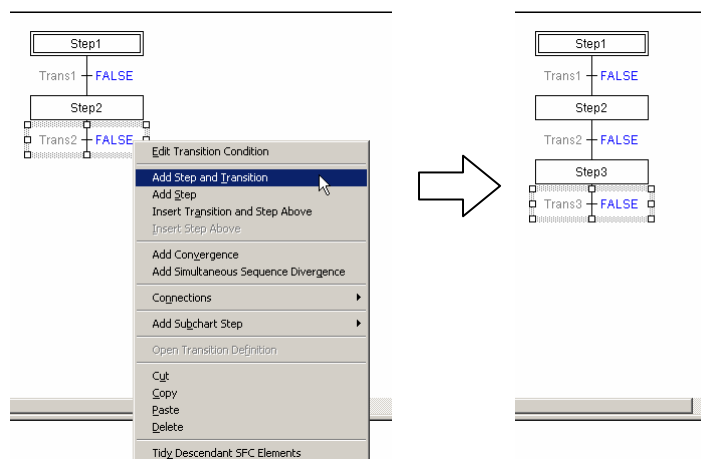 Step1
Trans1 FALSE
Step2
Trans2 FALSE
Edit Transition Condition
Add Step and Transition
Add Step
Insert Transition and Step Above
Insert Step Above
Add Convergence
Add Simultaneous Sequence Divergence
Connections
Add Subchart Step
Open Transition Definition
Cut
Copy
Paste
Delete
Tidy Descendant SFC Elements
Step1
Trans1 FALSE
Step2
Trans2 FALSE
Step3
Trans3 FALSE